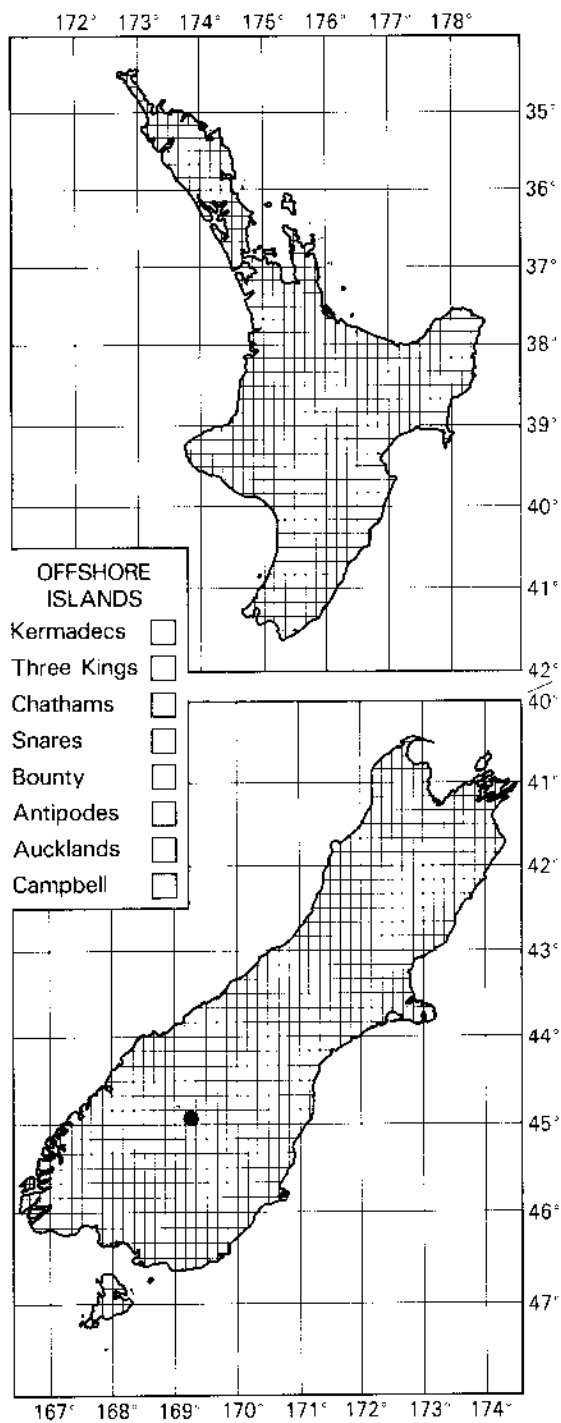 172° 173° 174° 175° 176° 177° 178°
35°
36°
37°
38°
39°
40°
41°
42°
OFFSHORE
ISLANDS
Kermadecs
Three Kings
Chathams
Snares
Bounty
Antipodes
Aucklands
Campbell
40°
41°
42°
43°
44°
45°
46°
47°
167° 168° 169° 170° 171° 172° 173° 174°